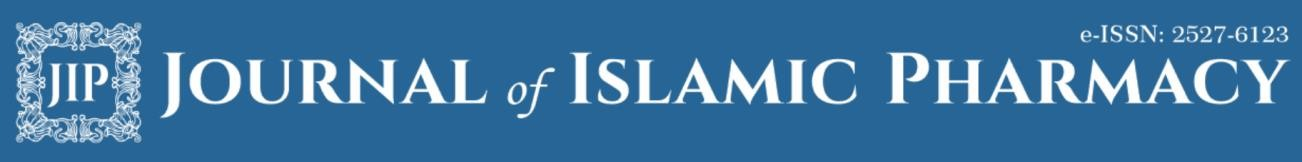 e-ISSN: 2527-6123
JIP
JOURNAL of ISLAMIC PHARMACY